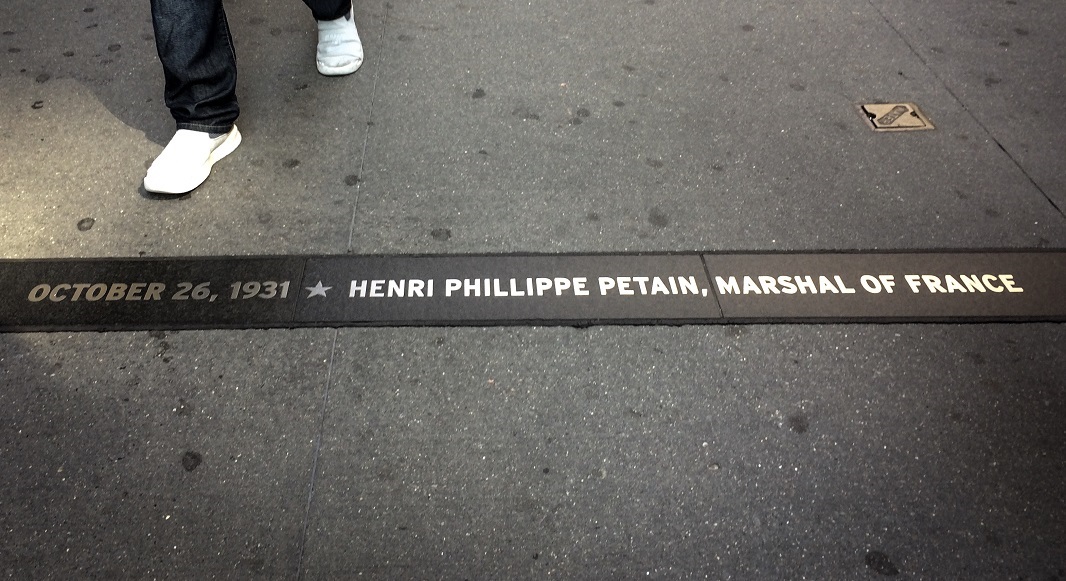 OCTOBER 26, 1931 ★ HENRI PHILLIPPE PETAIN, MARSHAL OF FRANCE